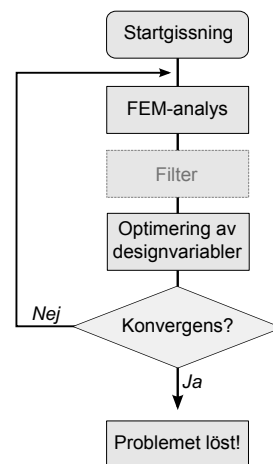 Startgissning
FEM-analys
Filter
Optimering av
designvariabler
Konvergens?
Nej
Ja
Problemet löst!